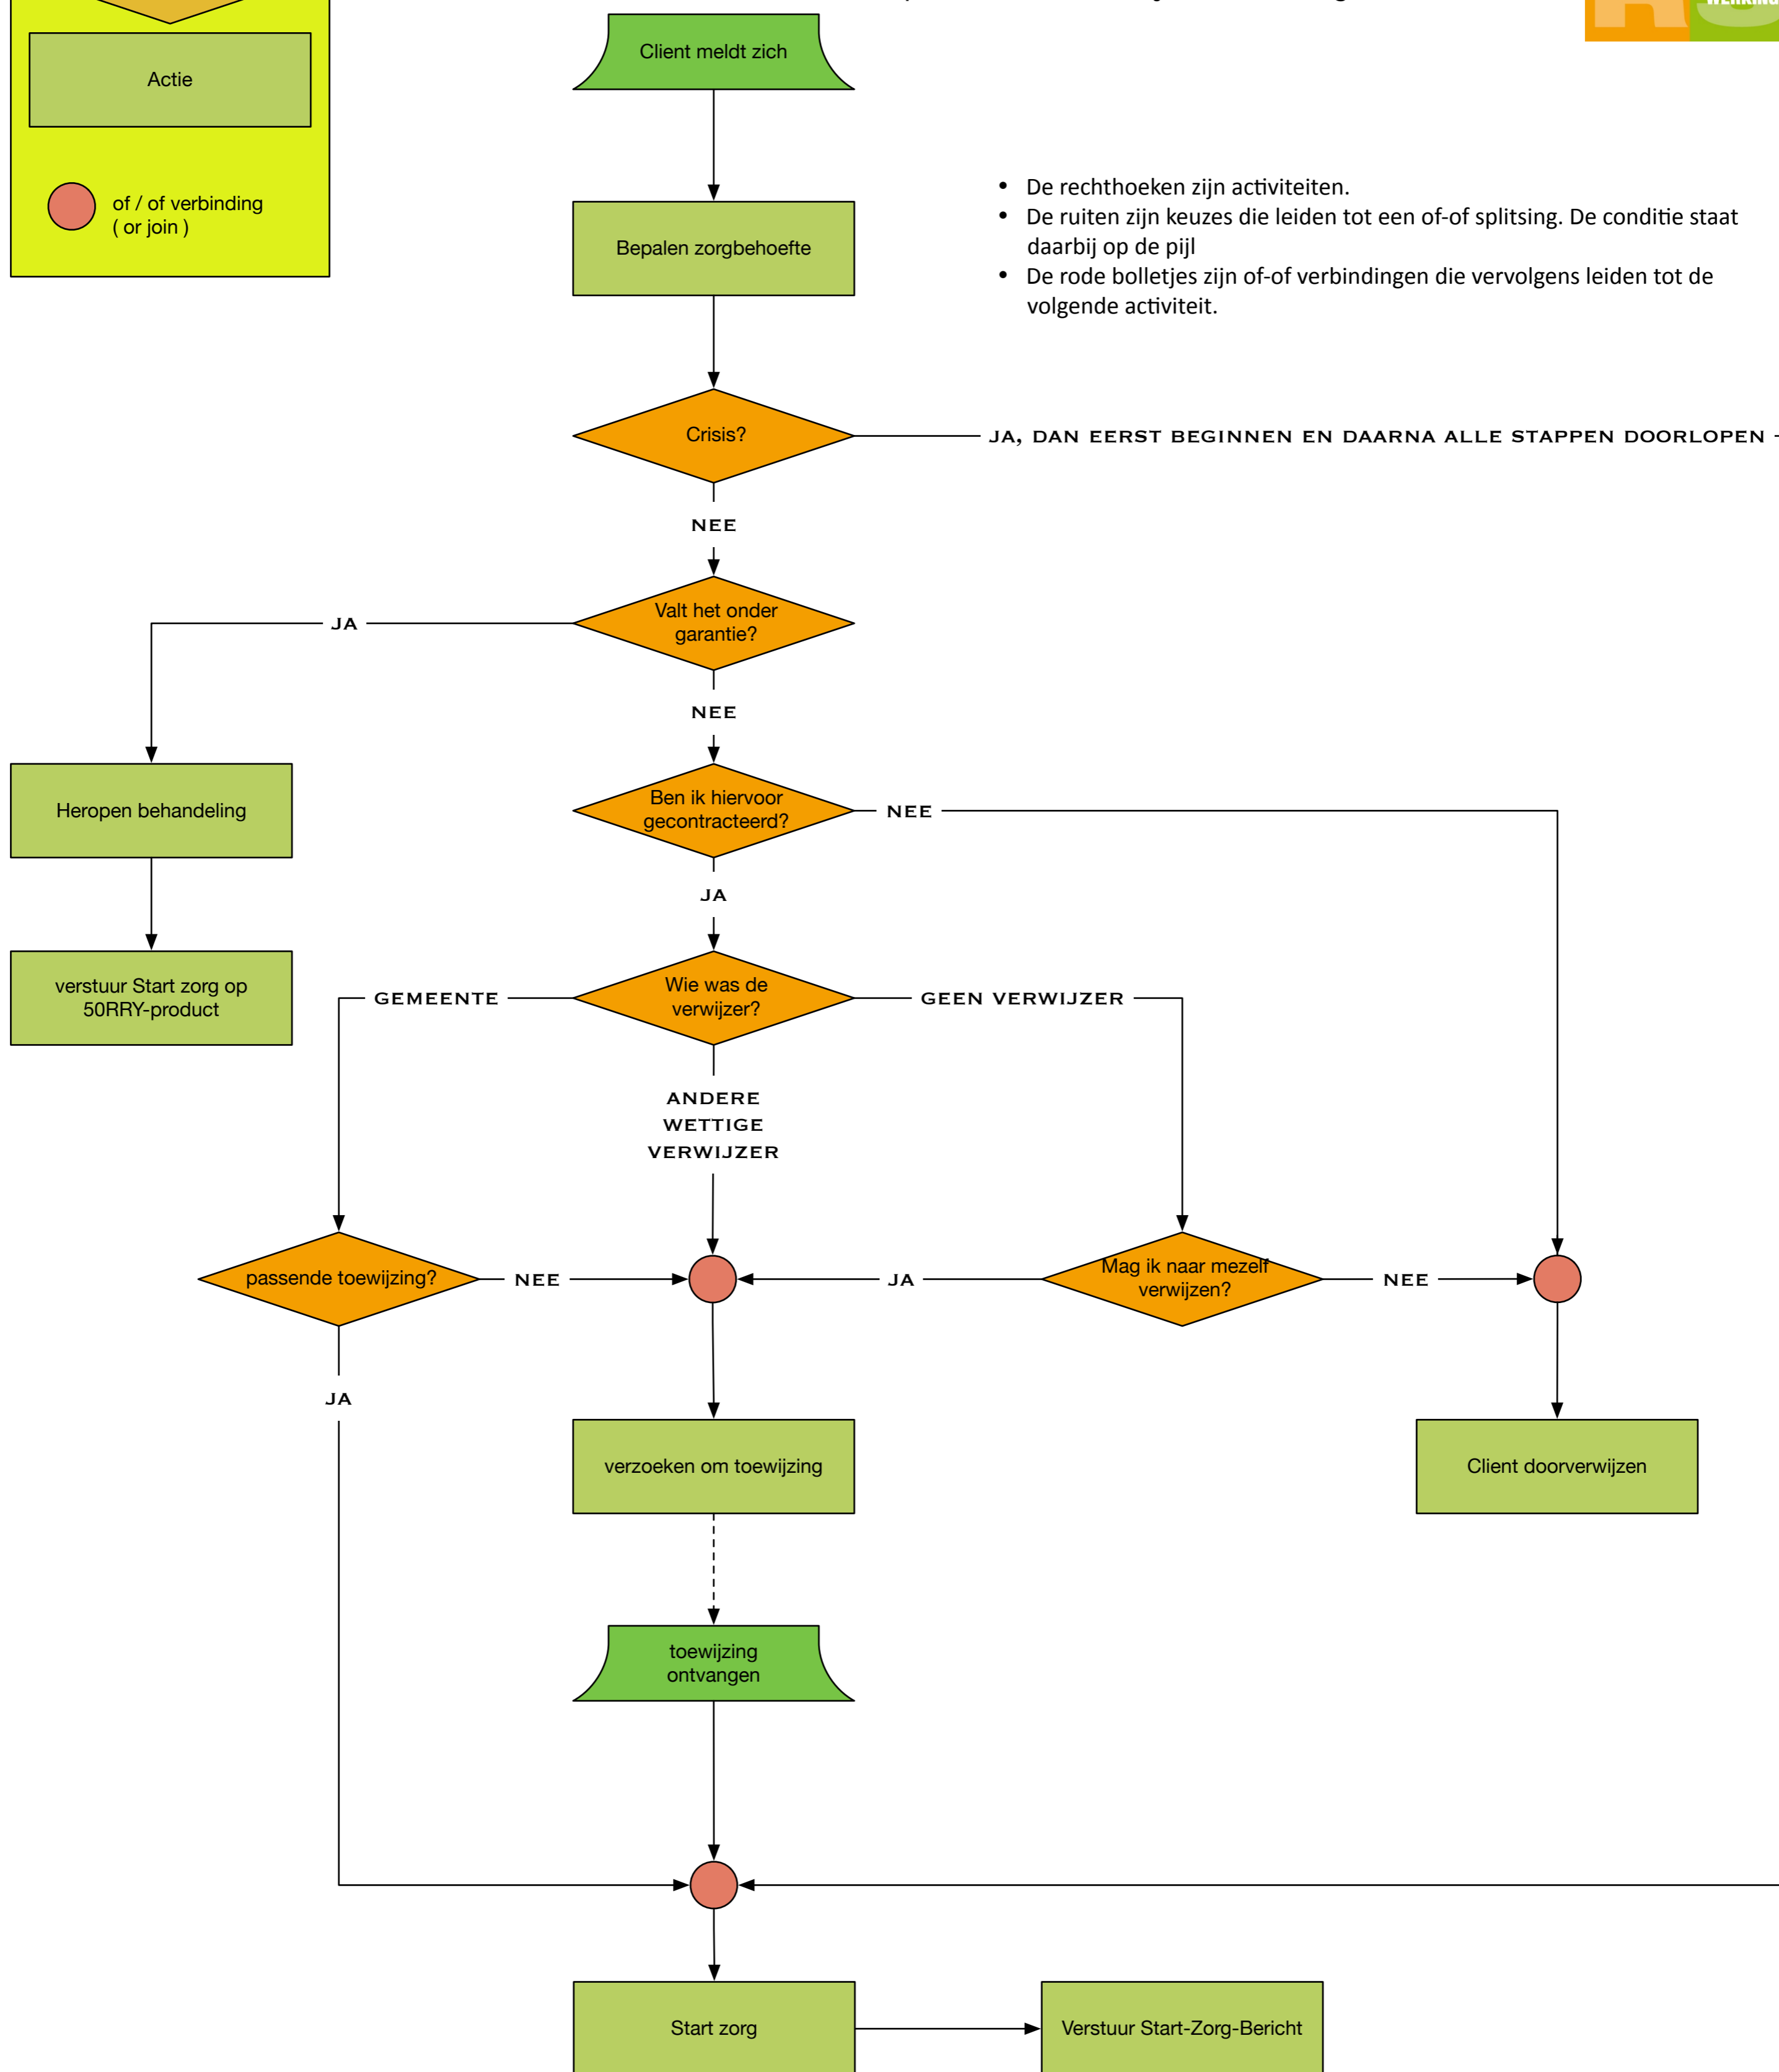 WERKING
Client meldt zich
Actie
of / of verbinding
( or join )
• De rechthoeken zijn activiteiten.
• De ruiten zijn keuzes die leiden tot een of-of splitsing. De conditie staat
daarbij op de pijl
• De rode bolletjes zijn of-of verbindingen die vervolgens leiden tot de
volgende activiteit.
Bepalen zorgbehoefte
Crisis?
JA, DAN EERST BEGINNEN EN DAARNA ALLE STAPPEN DOORLOPEN
NEE
Valt het onder
garantie?
JA
NEE
Heropen behandeling
Ben ik hiervoor
gecontracteerd?
NEE
JA
verstuur Start zorg op
50RRY-product
GEMEENTE
Wie was de
verwijzer?
GEEN VERWIJZER
ANDERE
WETTIGE
VERWIJZER
passende toewijzing?
NEE
JA
Mag ik naar mezelf
verwijzen?
NEE
JA
verzoeken om toewijzing
Client doorverwijzen
toewijzing
ontvangen
Start zorg
Verstuur Start-Zorg-Bericht